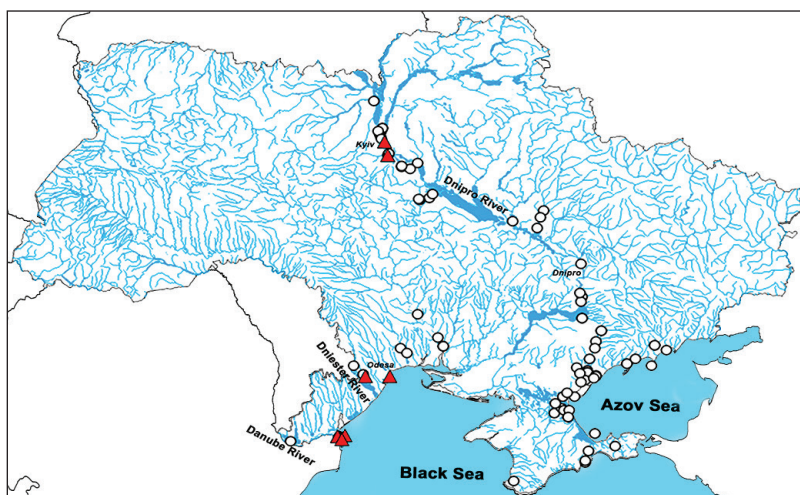 Kyiv
Dnipro River
Dnipro
Dniester River
Odesa
Azov Sea
Danube River
Black Sea